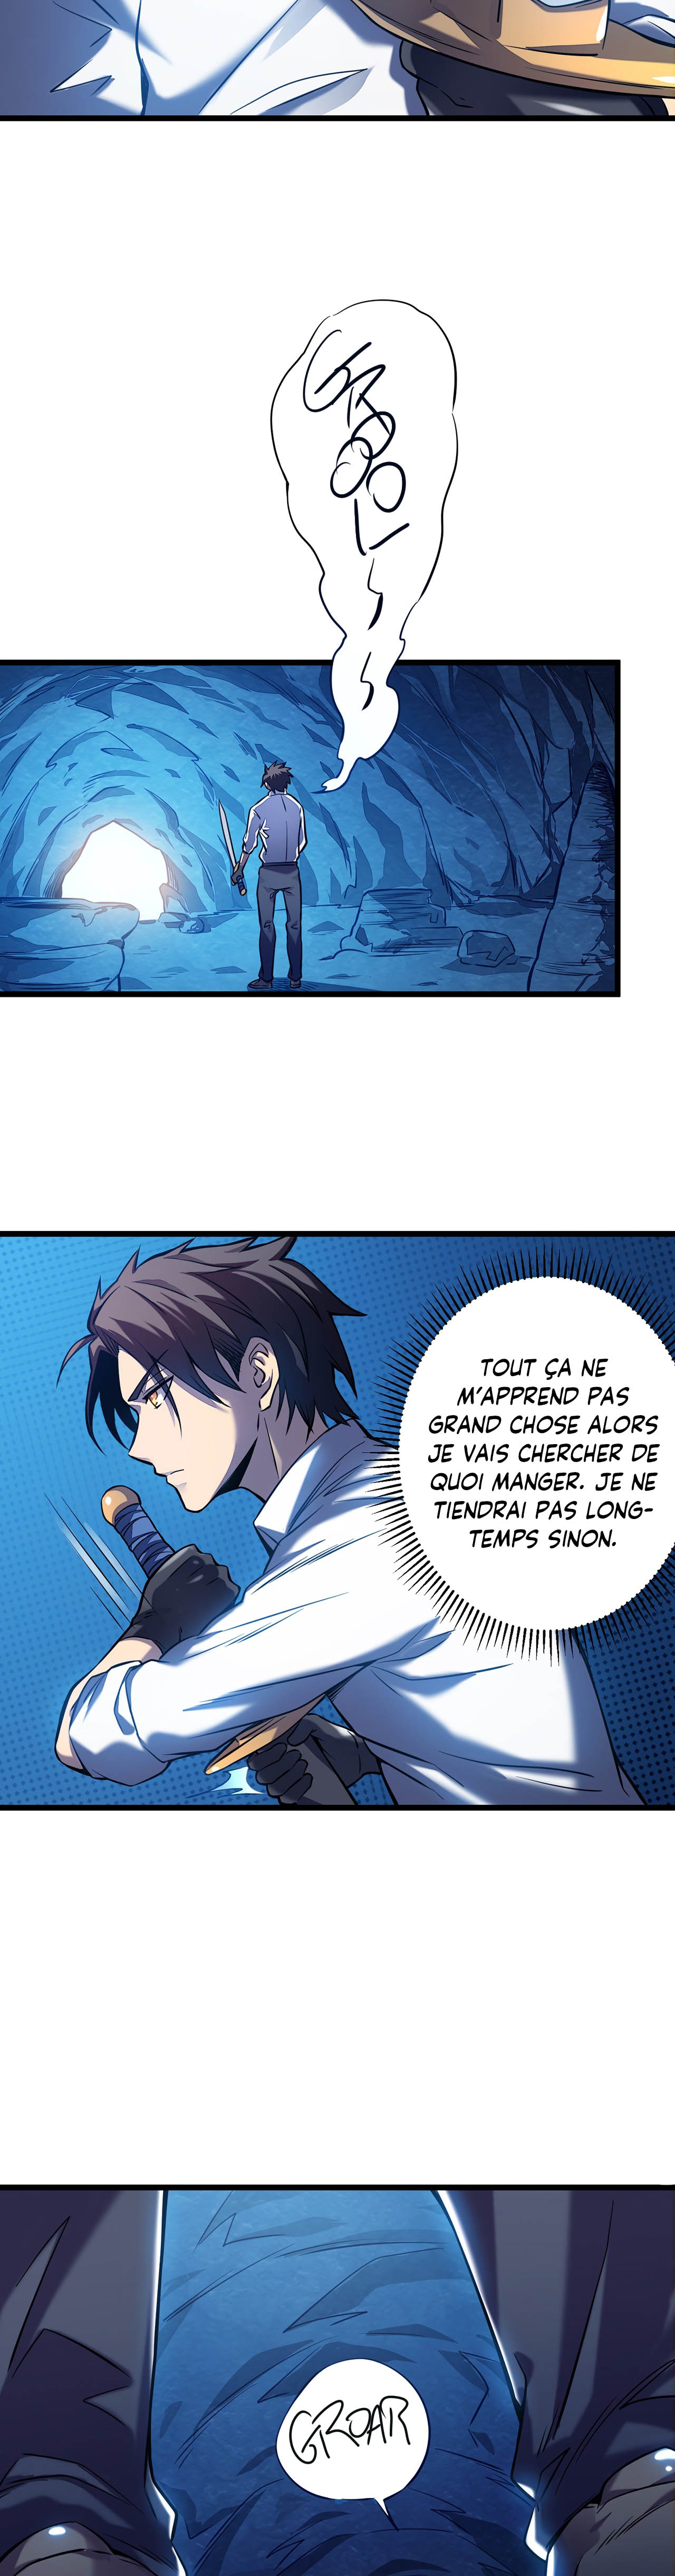 GROOO
TOUT ÇA NE
M'APPREND PAS
GRAND CHOSE ALORS
JE VAIS CHERCHER DE
QUOI MANGER. JE NE
TIENDRAI PAS LONG-
TEMPS SINON.
GROAR